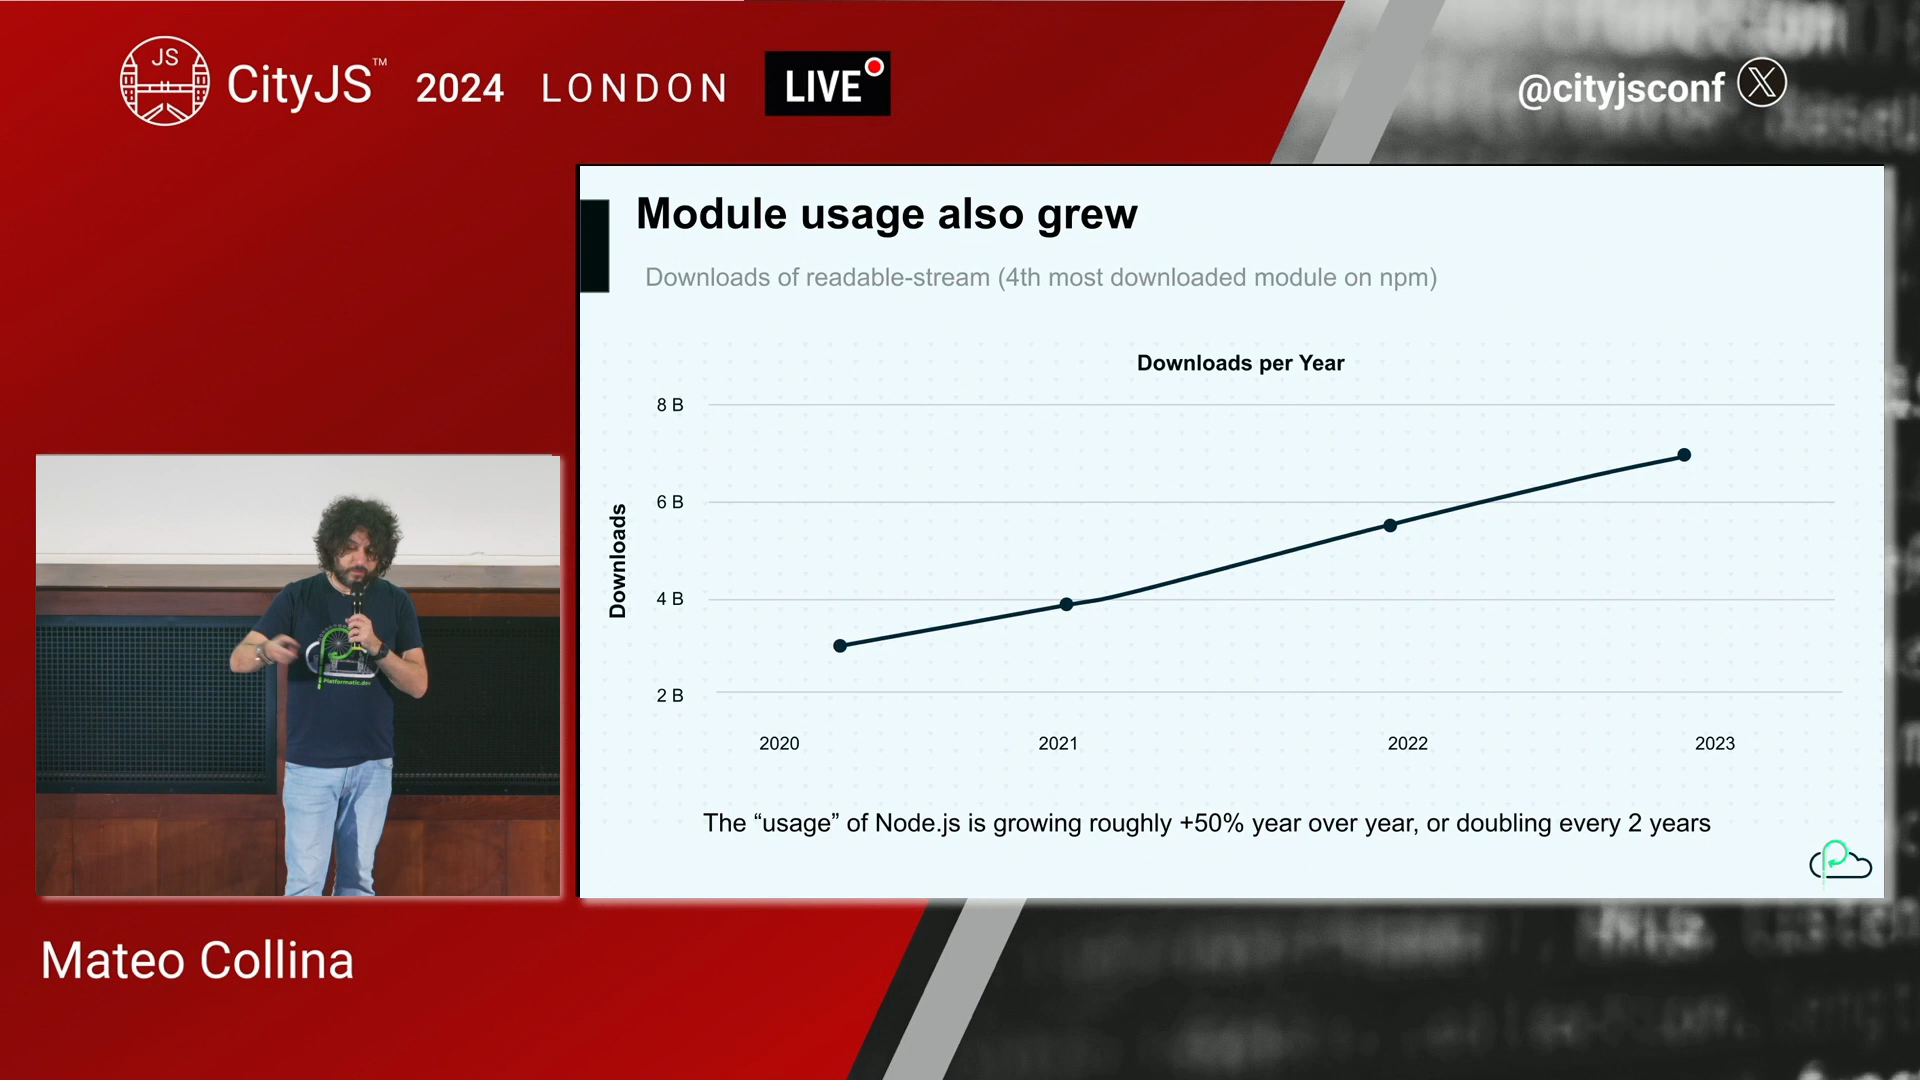 JS
CityJS™ 2024 LONDON LIVE
@cityjsconf X
Module usage also grew
Downloads of readable-stream (4th most downloaded module on npm)
Downloads per Year
Downloads
8 B
6 B
4 B
2 B
2020 2021 2022 2023
The “usage” of Node.js is growing roughly +50% year over year, or doubling every 2 years
Platformatic.dev
Mateo Collina